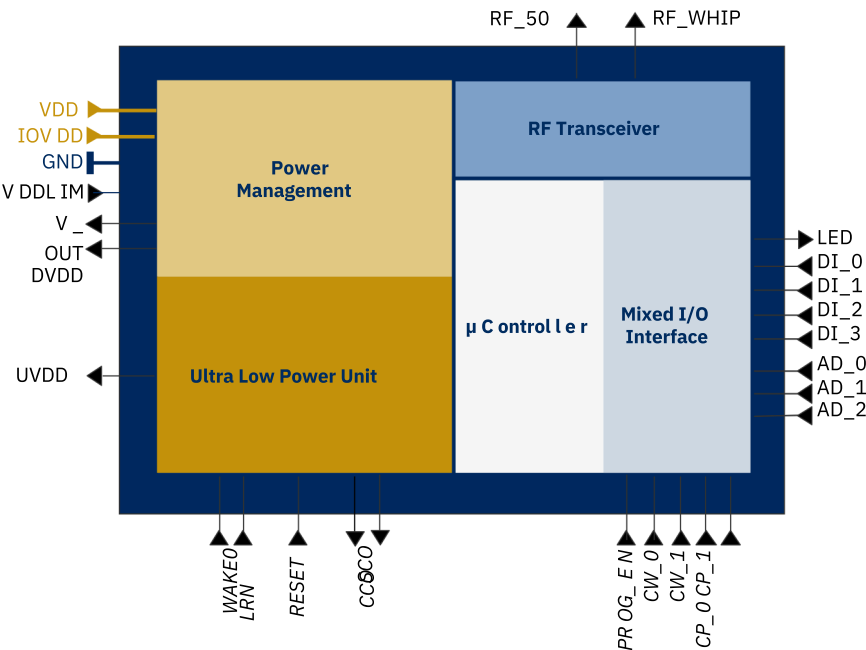 RF_50
RF_WHIP
VDD
IOV DD
GND
V DDL IM
V _
OUT
DVDD
UVDD
Power
Management
Ultra Low Power Unit
RF Transceiver
µ C ontrol l e r
Mixed I/O
Interface
LED
DI_0
DI_1
DI_2
DI_3
AD_0
AD_1
AD_2
WAKE0
LRN
RESET
PR OG_ E N
CW_0
CW_1
CP_0 CP_1